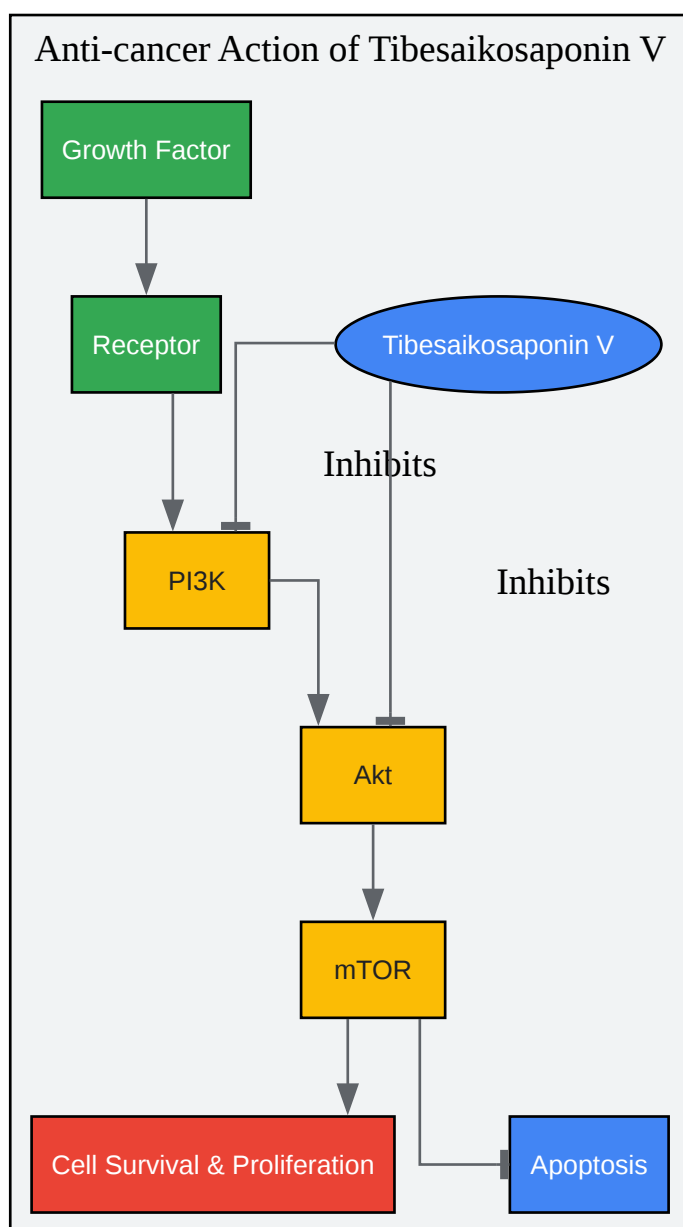 Anti-cancer Action of Tibesaikosaponin V
Growth Factor
Receptor
Tibesaikosaponin V
Inhibits
PI3K
Inhibits
Akt
mTOR
Cell Survival & Proliferation
Apoptosis